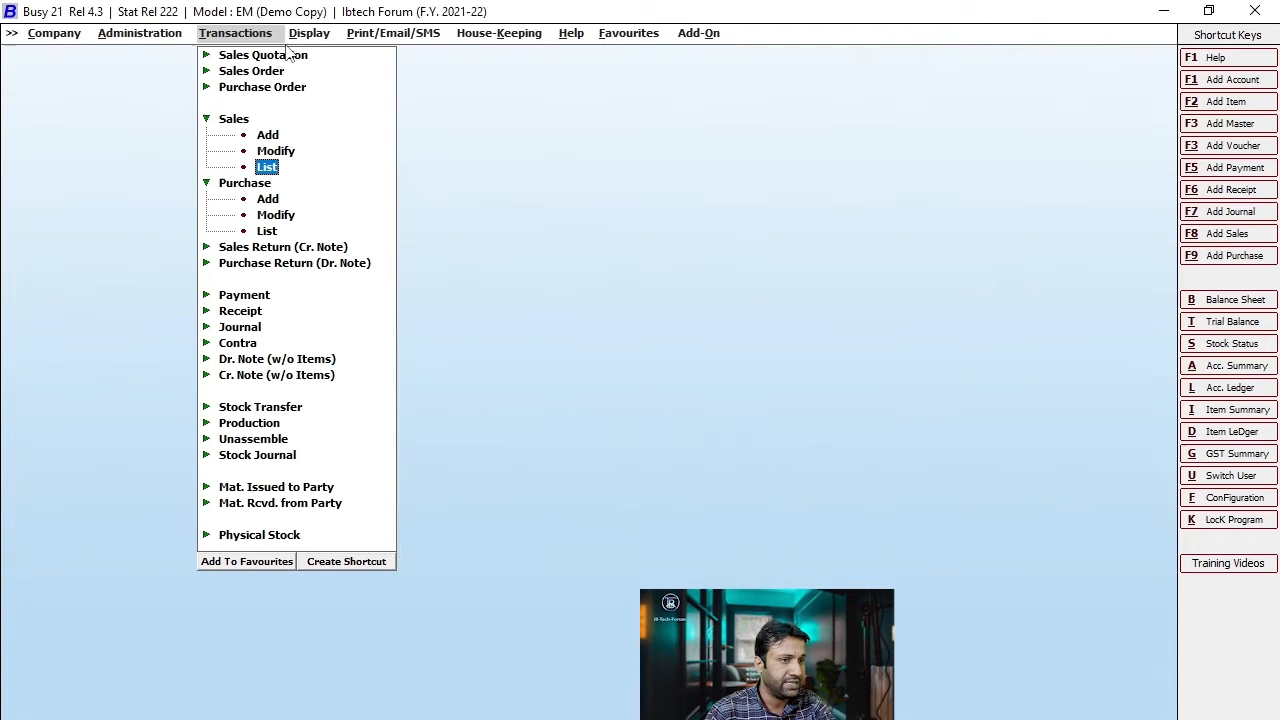 Busy 21 Rel 4.3 | Stat Rel 222 | Model : EM (Demo Copy) | Ibtech Forum (F.Y. 2021-22)
>> Company Administration Transactions Display Print/Email/SMS House-Keeping Help Favourites Add-On
Sales Quotation
Sales Order
Purchase Order
Sales
Add
Modify
List
Purchase
Add
Modify
List
Sales Return (Cr. Note)
Purchase Return (Dr. Note)
Payment
Receipt
Journal
Contra
Dr. Note (w/o Items)
Cr. Note (w/o Items)
Stock Transfer
Production
Unassemble
Stock Journal
Mat. Issued to Party
Mat. Rcvd. from Party
Physical Stock
Add To Favourites Create Shortcut
Shortcut Keys
F1 Help
F1 Add Account
F2 Add Item
F3 Add Master
F3 Add Voucher
F5 Add Payment
F6 Add Receipt
F7 Add Journal
F8 Add Sales
F9 Add Purchase
B Balance Sheet
T Trial Balance
S Stock Status
A Acc. Summary
L Acc. Ledger
I Item Summary
D Item LeDger
G GST Summary
U Switch User
F ConFiguration
K LocK Program
Training Videos
IB-Tech-Forum